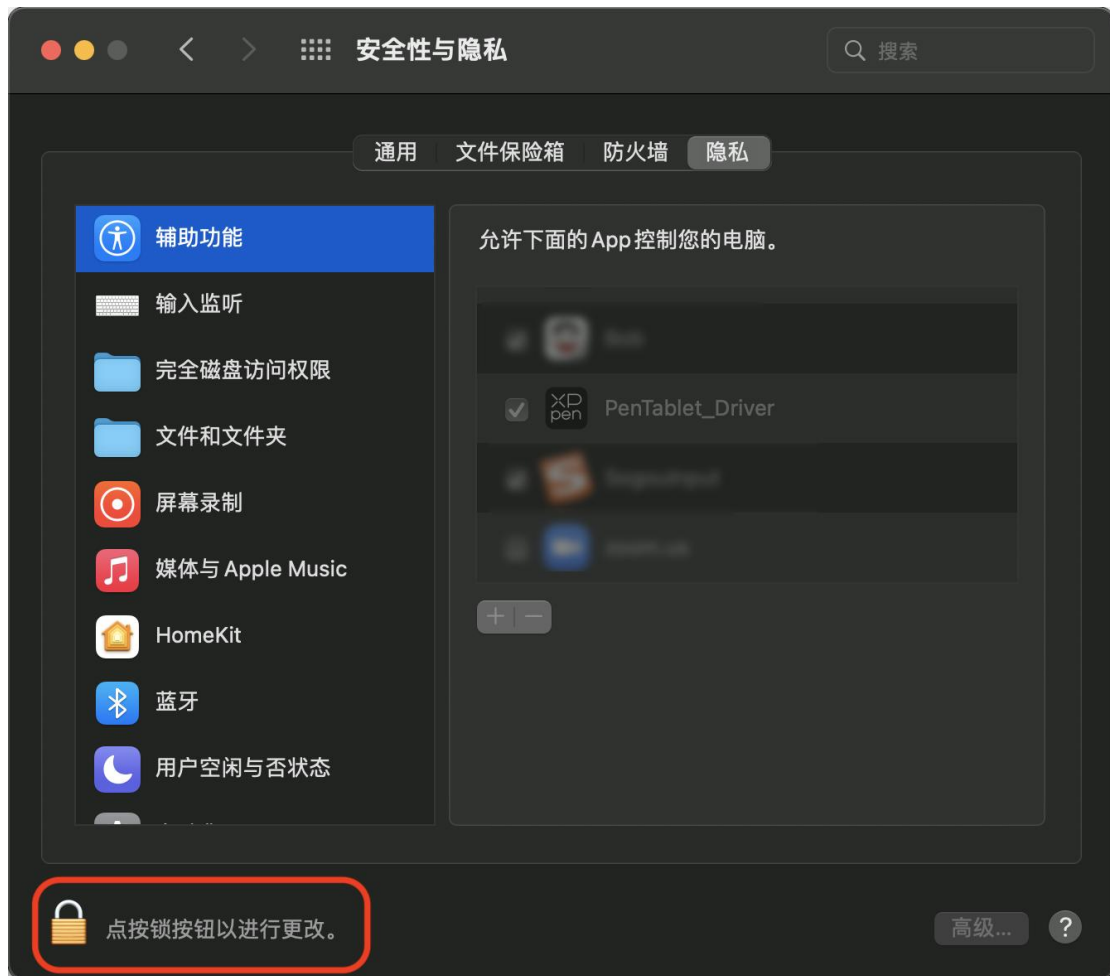 安全性与隐私
搜索
通用 文件保险箱 防火墙 隐私
辅助功能
输入监听
完全磁盘访问权限
文件和文件夹
屏幕录制
媒体与 Apple Music
HomeKit
蓝牙
用户空闲与否状态
允许下面的 App 控制您的电脑。
XP
pen
PenTablet_Driver
点按锁按钮以进行更改。
高级...
?